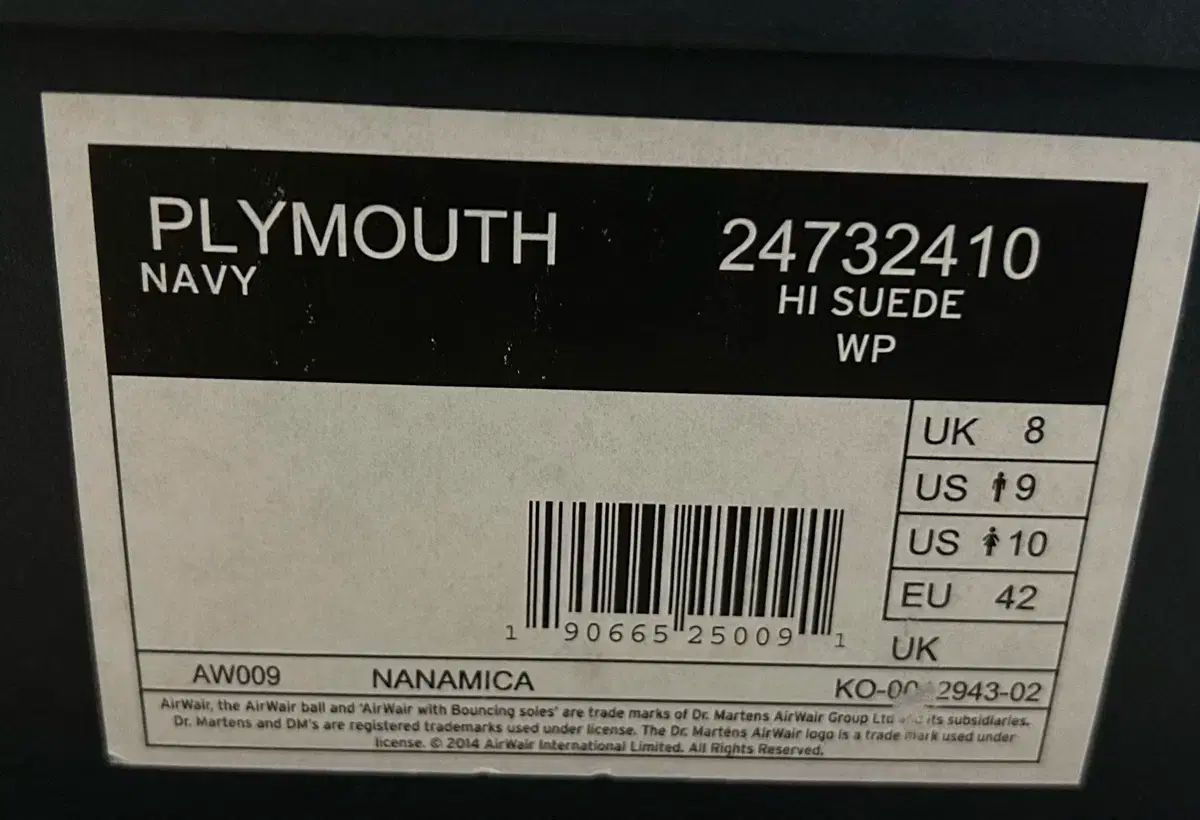 PLYMOUTH 24732410
NAVY HI SUEDE
WP
UK 8
US 9
US 10
EU 42
1 90665 25009 1
UK
AW009 NANAMICA 2943-02
AirWair, the AirWair ball and 'AirWair with Bouncing soles' are trade marks of Dr. Martens AirWair Group Ltd its subsidiaries.
Dr. Martens and DM's are registered trademarks used under license. The Dr. Martens AirWair logo is a trade mark used under
license. © 2014 AirWair International Limited. All Rights Reserved.